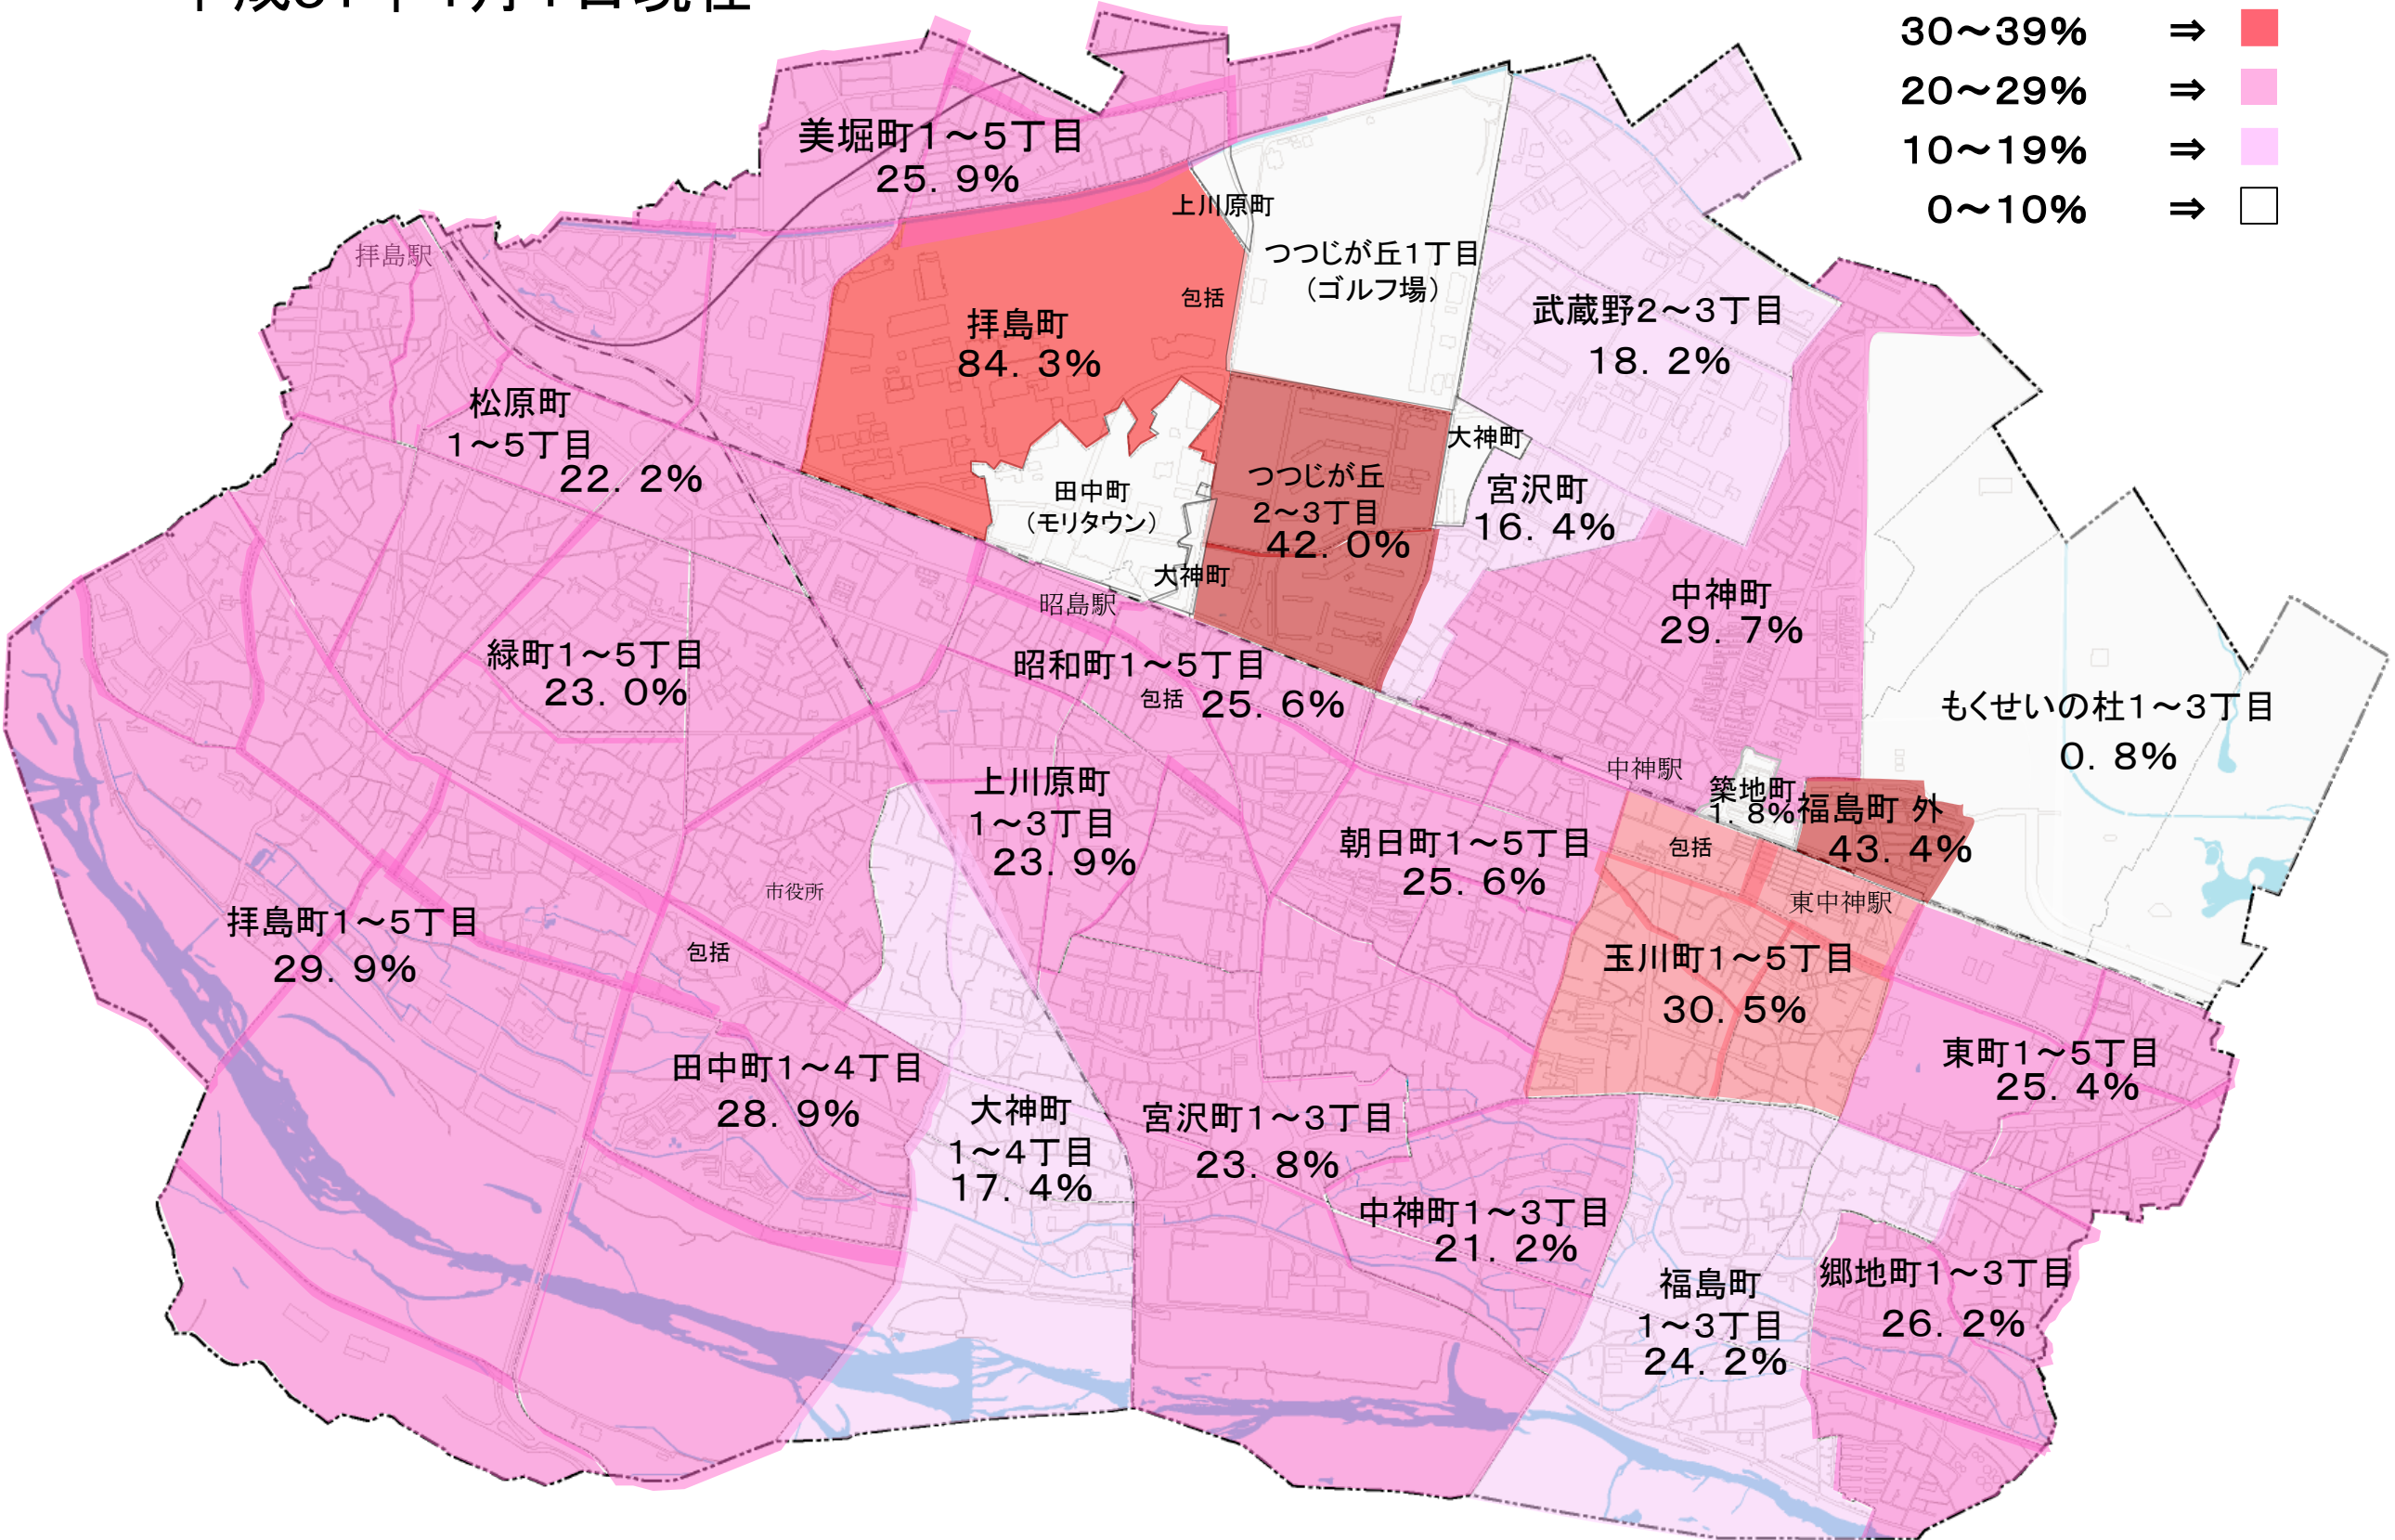 平成31年4月1日現在
30～39% ⇒
20～29% ⇒
10～19% ⇒
0～10% ⇒
美堀町1～5丁目
25.9%
上川原町
つつじが丘1丁目
（ゴルフ場）
拝島駅
包括
拝島町
84.3%
武蔵野2～3丁目
18.2%
松原町
1～5丁目
22.2%
大神町
田中町
（モリタウン）
つつじが丘
2～3丁目
42.0%
宮沢町
16.4%
大神町
昭島駅
中神町
29.7%
緑町1～5丁目
23.0%
昭和町1～5丁目
包括 25.6%
もくせいの杜1～3丁目
0.8%
上川原町
1～3丁目
23.9%
中神駅
築地町
1.8%
福島町 外
43.4%
朝日町1～5丁目
25.6%
包括
市役所
東中神駅
拝島町1～5丁目
29.9%
包括
玉川町1～5丁目
30.5%
田中町1～4丁目
28.9%
大神町
1～4丁目
17.4%
宮沢町1～3丁目
23.8%
東町1～5丁目
25.4%
中神町1～3丁目
21.2%
福島町
1～3丁目
24.2%
郷地町1～3丁目
26.2%